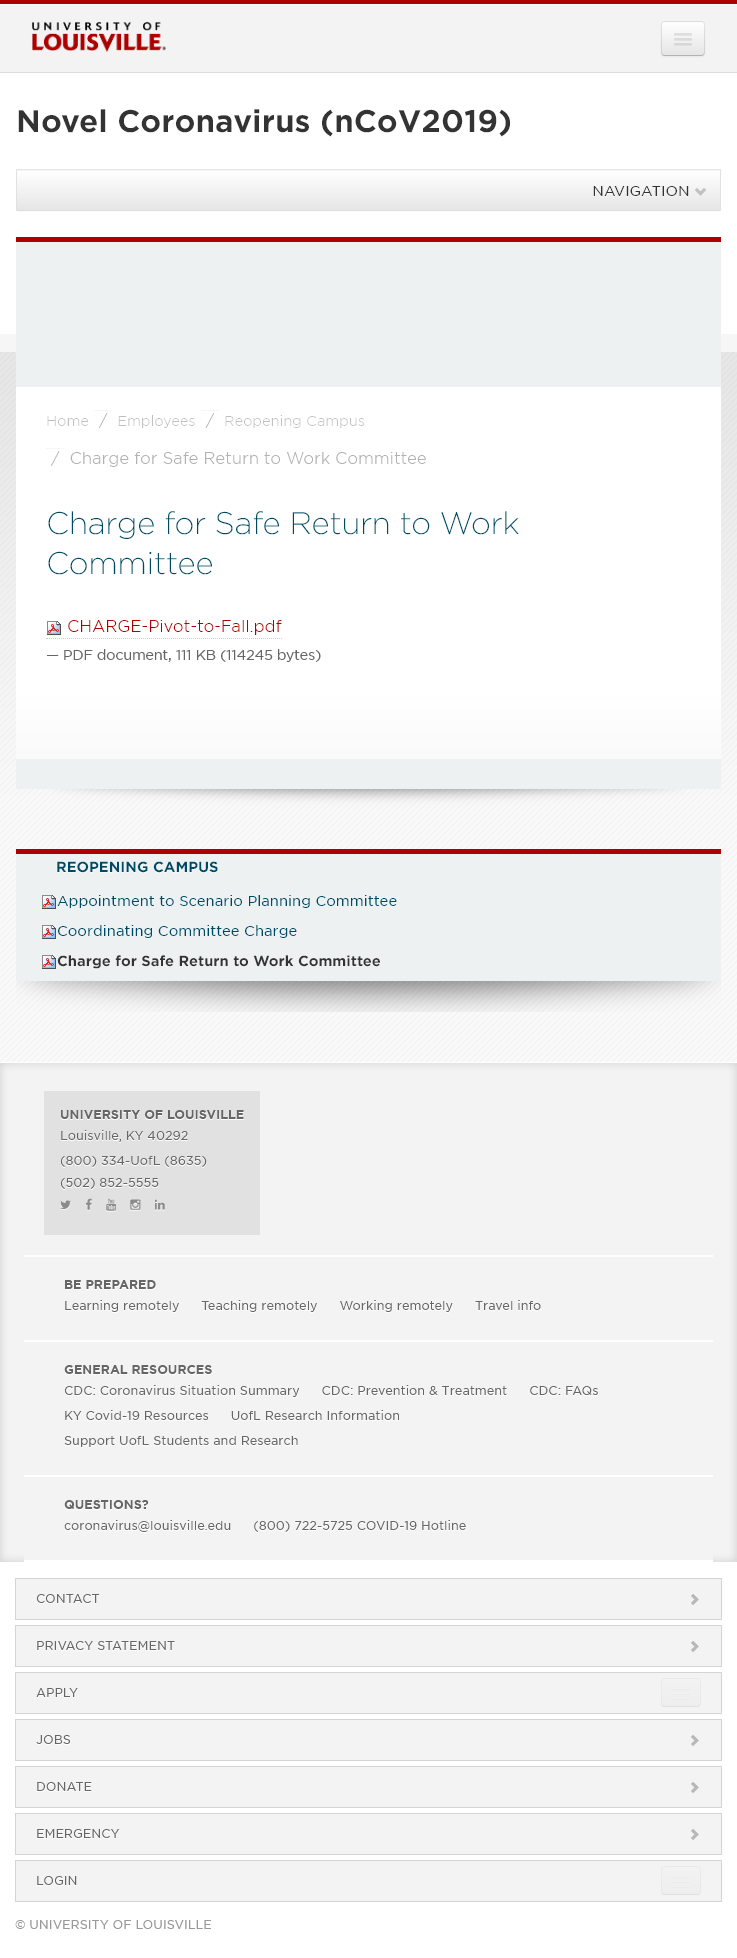 UNIVERSITY OF
LOUISVILLE.
Novel Coronavirus (nCoV2019)
NAVIGATION
Home / Employees / Reopening Campus
/ Charge for Safe Return to Work Committee
Charge for Safe Return to Work
Committee
CHARGE-Pivot-to-Fall.pdf
— PDF document, 111 KB (114245 bytes)
REOPENING CAMPUS
Appointment to Scenario Planning Committee
Coordinating Committee Charge
Charge for Safe Return to Work Committee
UNIVERSITY OF LOUISVILLE
Louisville, KY 40292
(800) 334-UofL (8635)
(502) 852-5555
BE PREPARED
Learning remotely Teaching remotely Working remotely Travel info
GENERAL RESOURCES
CDC: Coronavirus Situation Summary CDC: Prevention & Treatment CDC: FAQs
KY Covid-19 Resources UofL Research Information
Support UofL Students and Research
QUESTIONS?
coronavirus@louisville.edu (800) 722-5725 COVID-19 Hotline
CONTACT
PRIVACY STATEMENT
APPLY
JOBS
DONATE
EMERGENCY
LOGIN
© UNIVERSITY OF LOUISVILLE